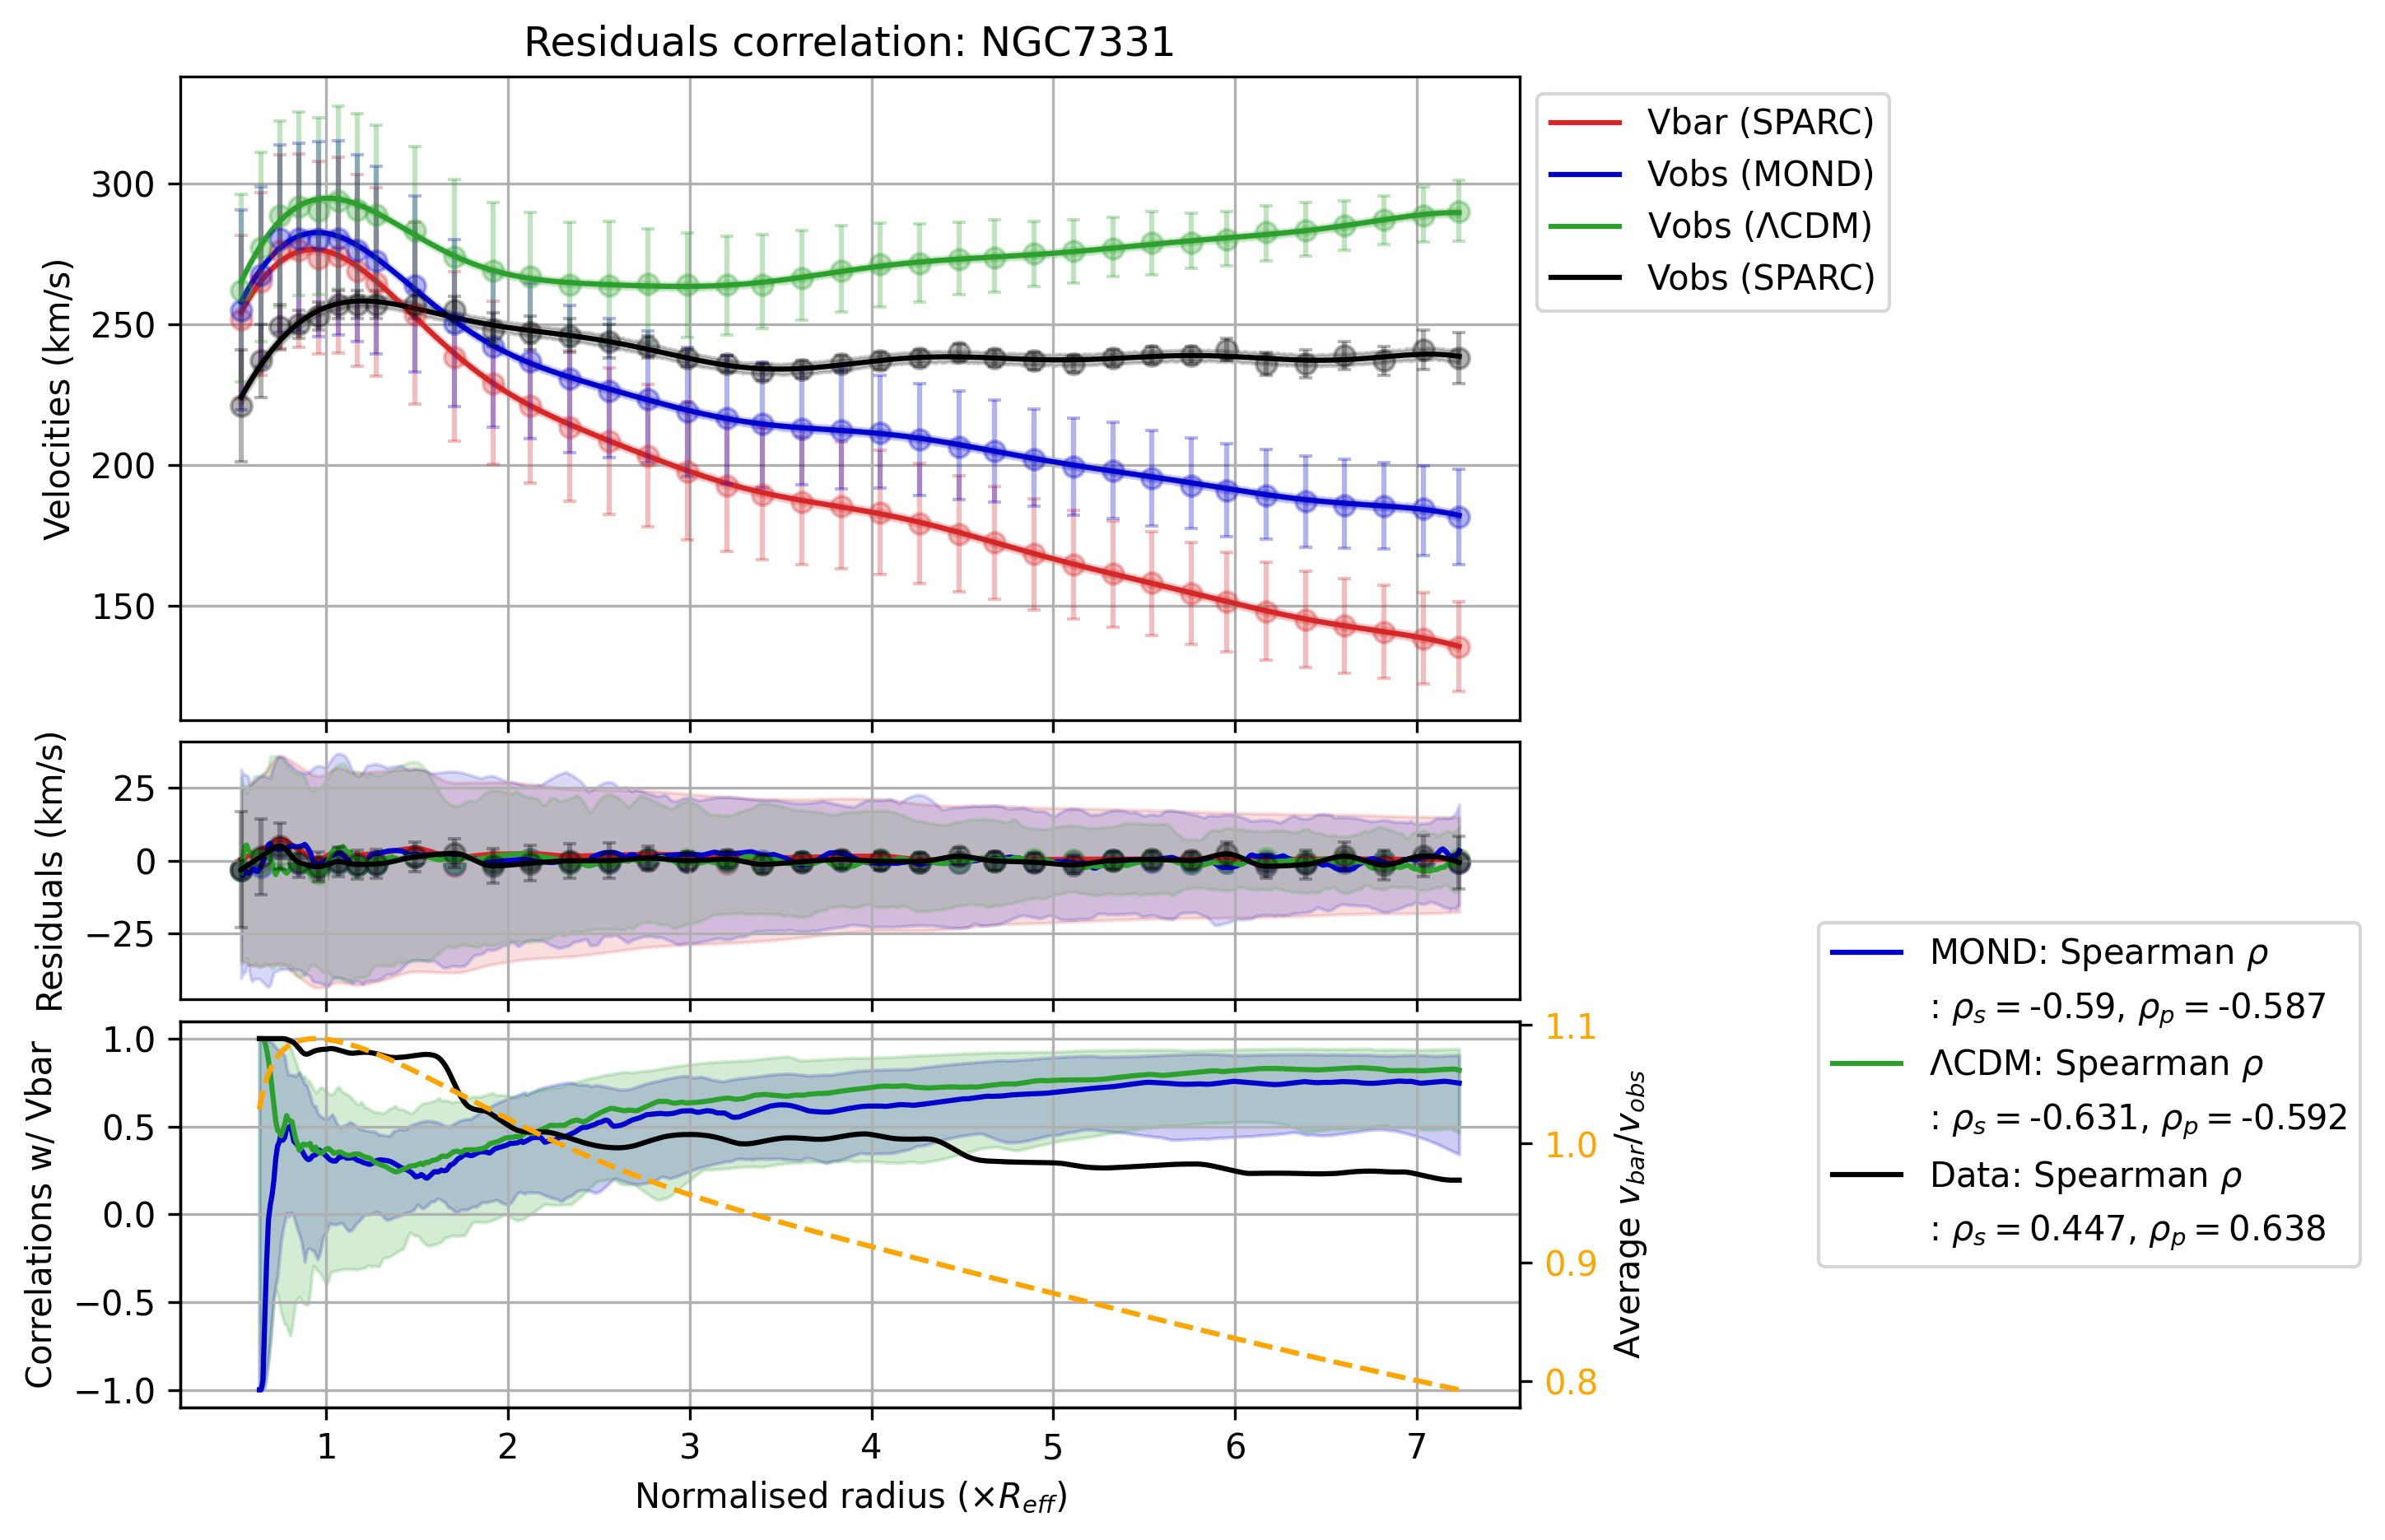 Residuals correlation: NGC7331
Velocities (km/s)
300
250
200
150
Vbar (SPARC)
Vobs (MOND)
Vobs (ΛCDM)
Vobs (SPARC)
Residuals (km/s)
25
0
−25
Correlations w/ Vbar
1.0
0.5
0.0
−0.5
−1.0
1.1
1.0
0.9
0.8
Average v_bar/v_obs
MOND: Spearman ρ
: ρ_s = -0.59, ρ_p = -0.587
ΛCDM: Spearman ρ
: ρ_s = -0.631, ρ_p = -0.592
Data: Spearman ρ
: ρ_s = 0.447, ρ_p = 0.638
1 2 3 4 5 6 7
Normalised radius (×R_eff)